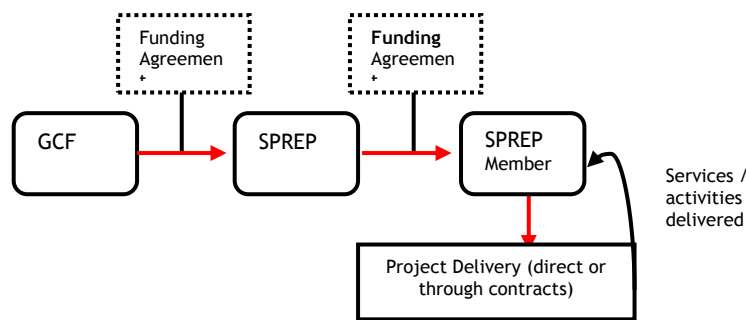 Funding
Agreemen
Funding
Agreemen
GCF
SPREP
SPREP
Member
Services /
activities
delivered
Project Delivery (direct or
through contracts)